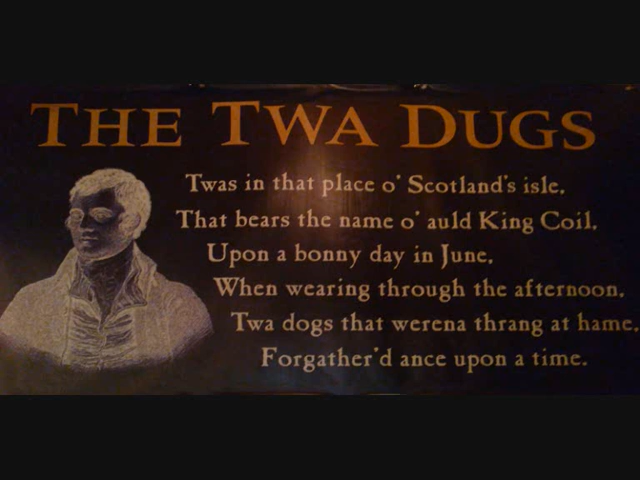 THE TWA DUGS
Twas in that place o' Scotland's isle,
That bears the name o' auld King Coil,
Upon a bonny day in June,
When wearing through the afternoon,
Twa dogs that werena thrang at hame,
Forgather'd ance upon a time.